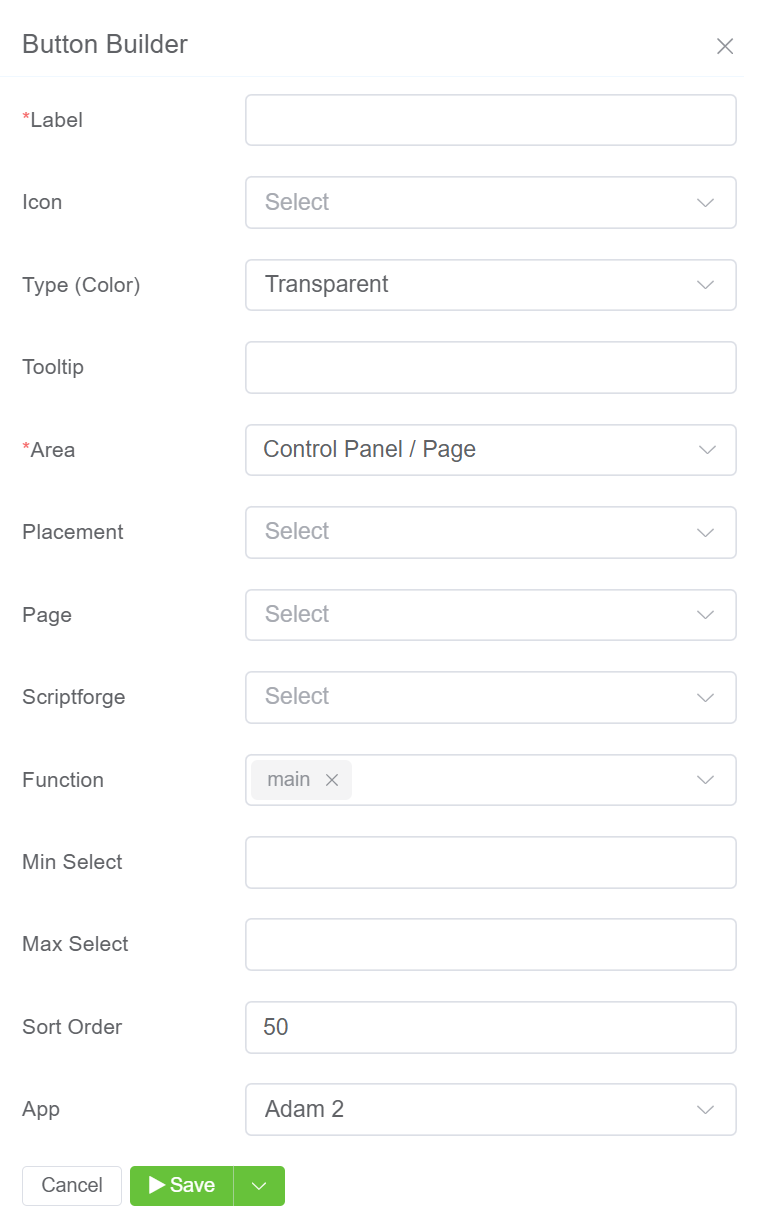 Button Builder
*Label
Icon Select
Type (Color) Transparent
Tooltip
*Area Control Panel / Page
Placement Select
Page Select
Scriptforge Select
Function main
Min Select
Max Select
Sort Order 50
App Adam 2
Cancel Save